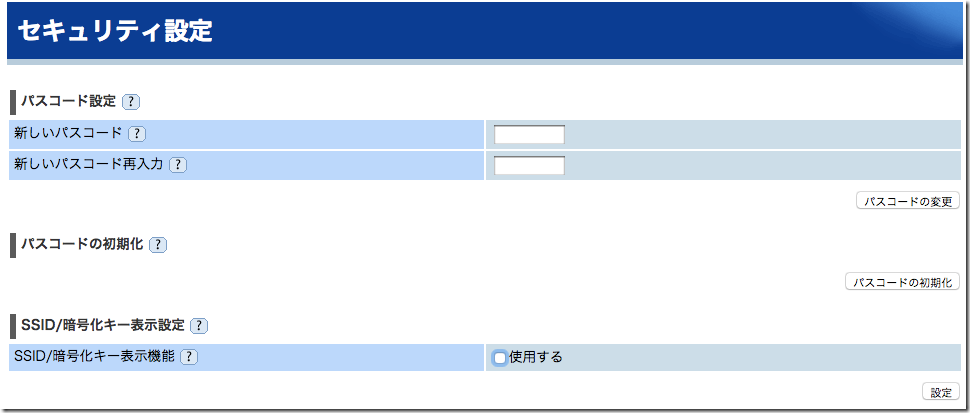 セキュリティ設定
パスコード設定 ?
新しいパスコード ?
新しいパスコード再入力 ?
パスコードの変更
パスコードの初期化 ?
パスコードの初期化
SSID/暗号化キー表示設定 ?
SSID/暗号化キー表示機能 ? 使用する
設定